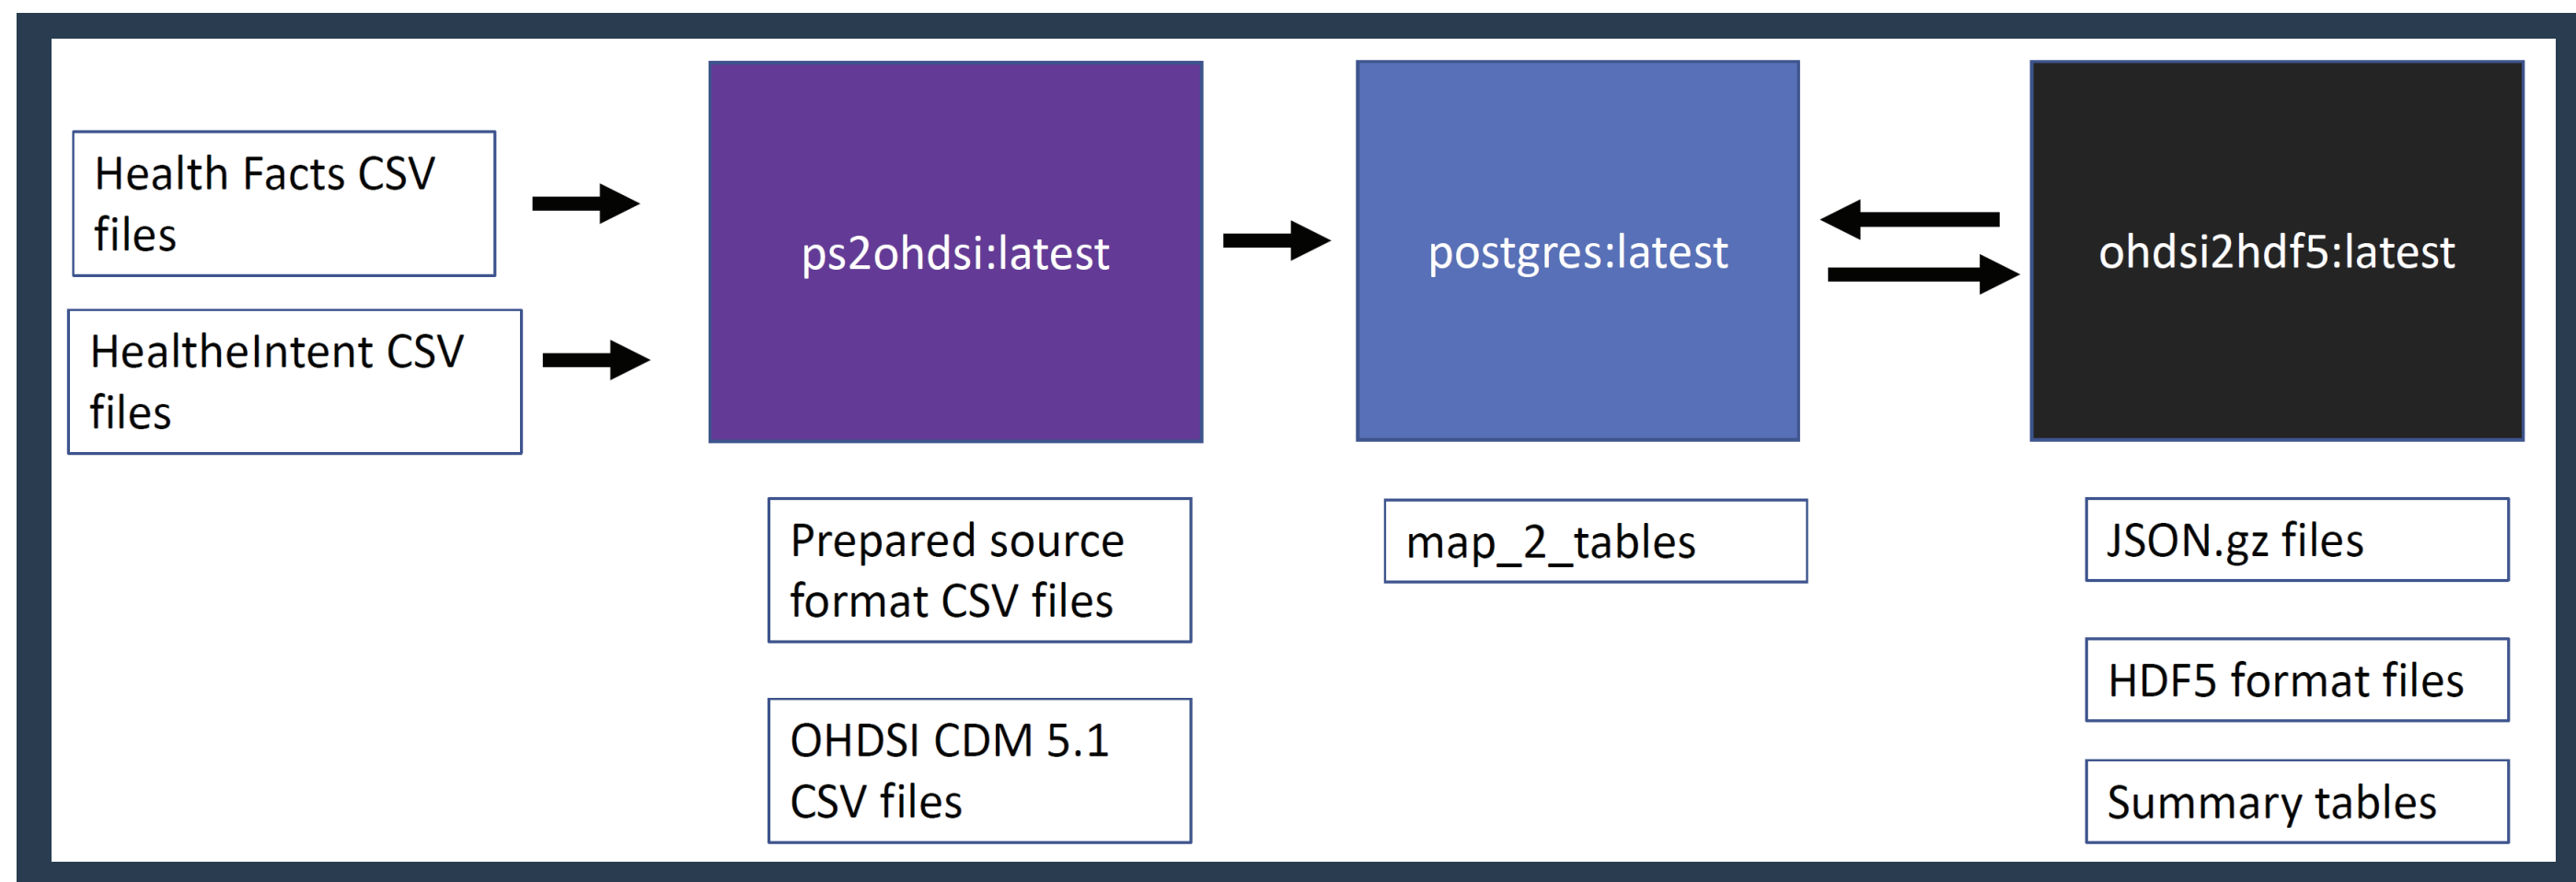 Health Facts CSV
files
HealtheIntent CSV
files
ps2ohdsi:latest
Prepared source
format CSV files
OHDSI CDM 5.1
CSV files
postgres:latest
map_2_tables
ohdsi2hdf5:latest
JSON.gz files
HDF5 format files
Summary tables